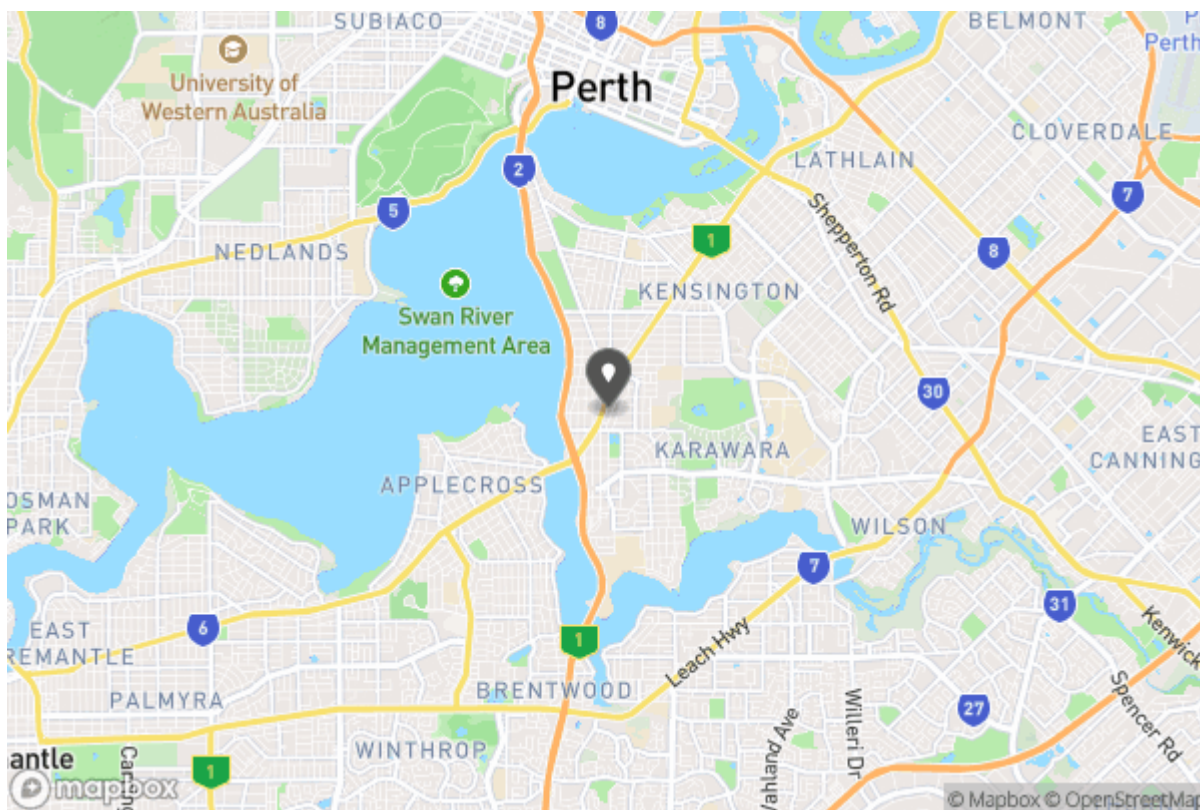 SUBIACO
8
BELMONT
P
Perth
University of
Western Australia
Perth
CLOVERDALE
2
LATHLAIN
7
5
Shepperton Rd
NEDLANDS
1
8
KENSINGTON
Swan River
Management Area
30
KARAWARA
EAST
CANNING
APPLECROSS
OSMAN
PARK
WILSON
7
31
6
EAST
REMANTLE
1
Leach Hwy
Kenwick
PALMYRA
BRENTWOOD
Willeri Dr
27
Spencer Rd
WINTHROP
Vahland Ave
antle
1
mapbox
© Mapbox © OpenStreetMa